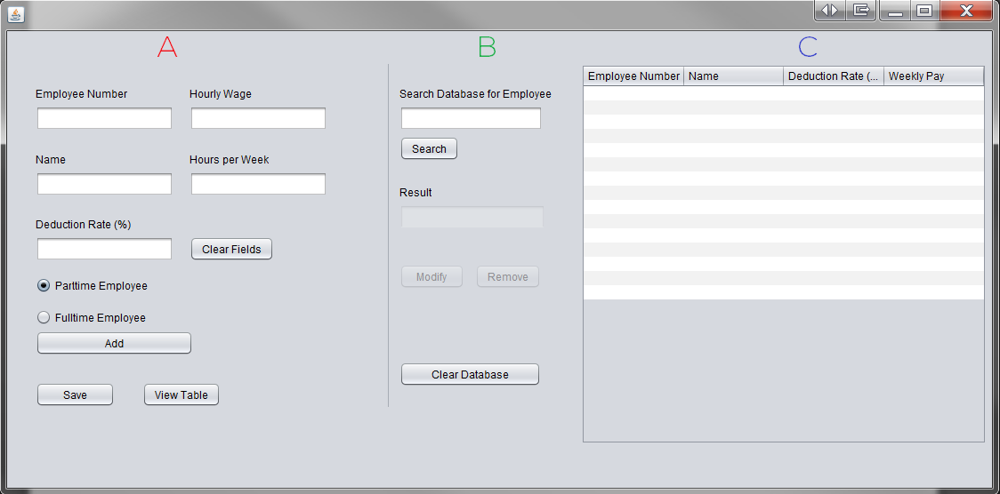 A
B
C
Employee Number
Hourly Wage
Name
Hours per Week
Deduction Rate (%)
Clear Fields
Parttime Employee
Fulltime Employee
Add
Save
View Table
Search Database for Employee
Search
Result
Modify
Remove
Clear Database
Employee Number
Name
Deduction Rate (...
Weekly Pay